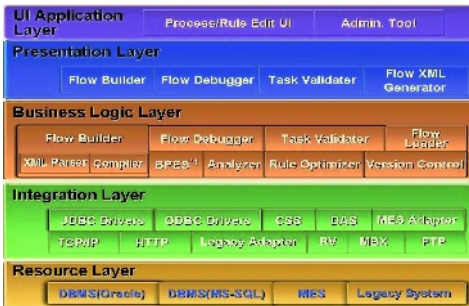 UI Application
Layer
Process/Rule Edit UI Admin. Tool
Presentation Layer
Flow Builder Flow Debugger Task Validater Flow XML
Generator
Business Logic Layer
Flow Builder Flow Debugger Task Validater Flow
Loader
XML Parser Compiler Analyzer Rule Optimizer Version Control
Integration Layer
JDBC Drivers ODBC Drivers CSS DAS MES Adapter
HTTP Legacy Adapter RV FTP
Resource Layer
DBMS(Oracle) DBMS(MS-SQL) MES Legacy System